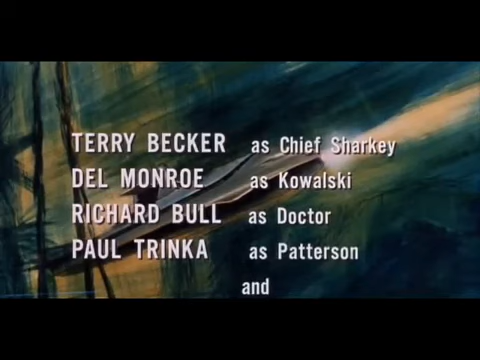 TERRY BECKER as Chief Sharkey
DEL MONROE as Kowalski
RICHARD BULL as Doctor
PAUL TRINKA as Patterson
and